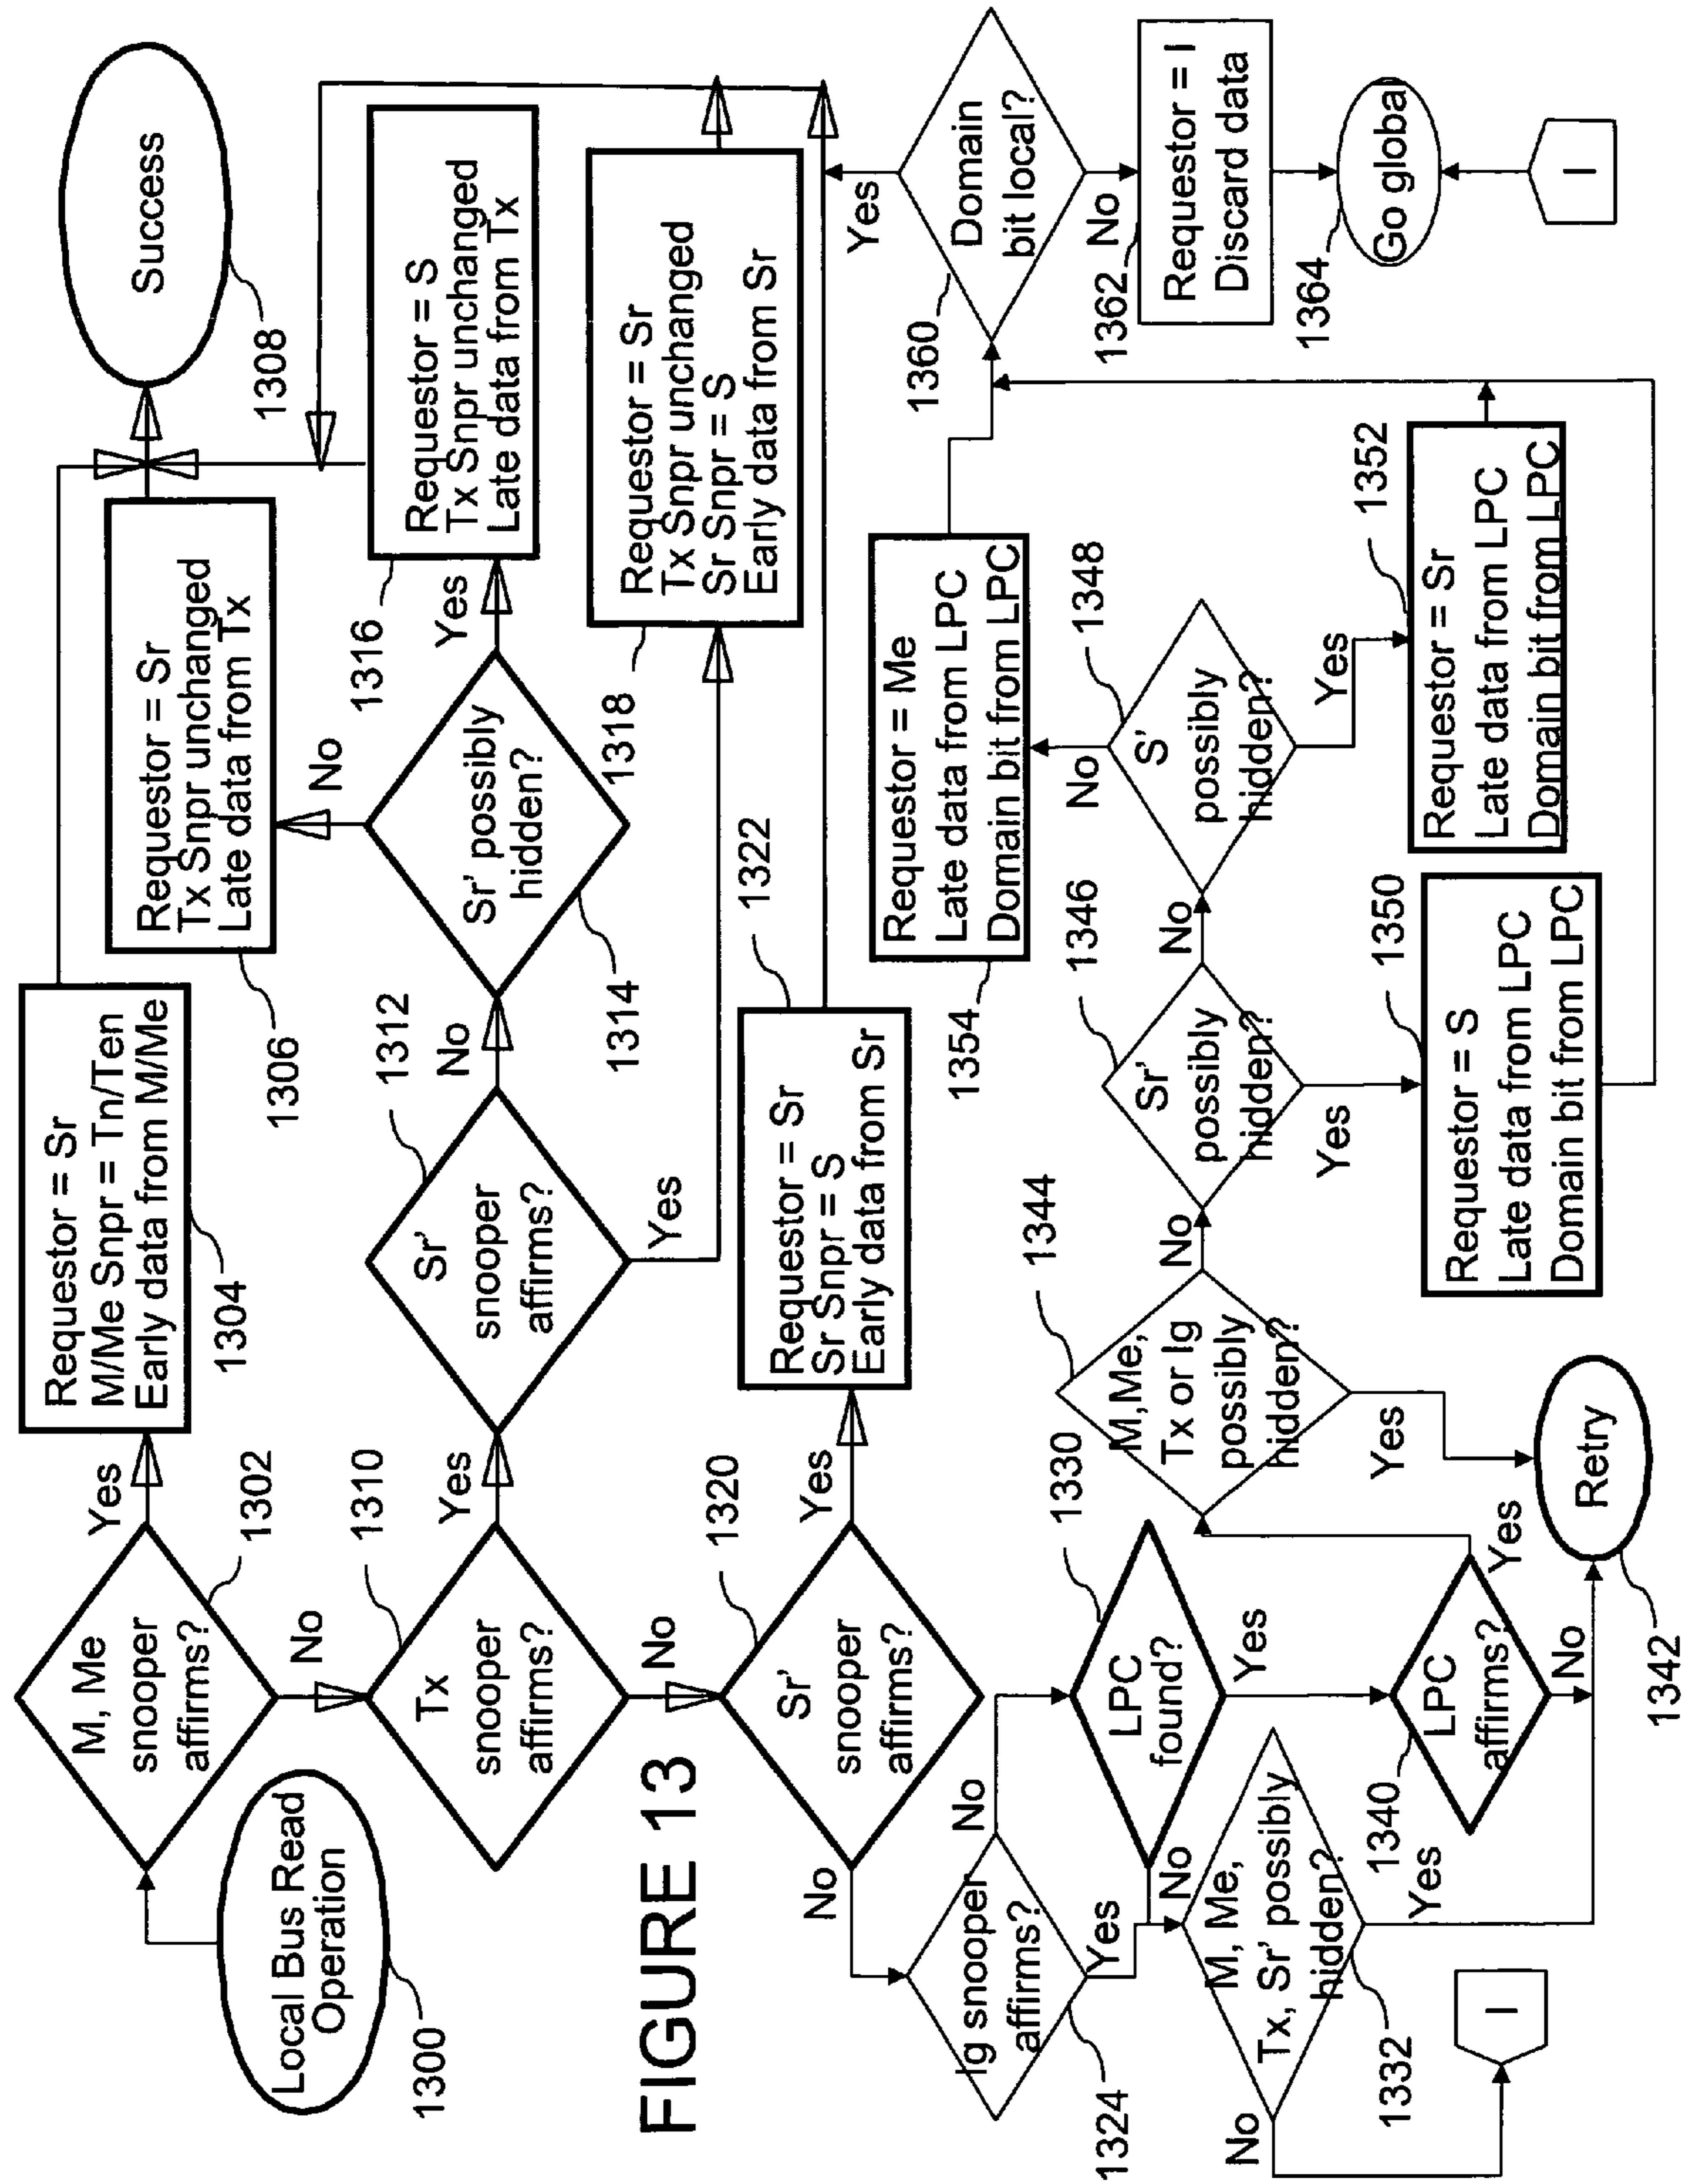 Local Bus Read
Operation
1300
M, Me
snooper
affirms?
1302
Yes
No
Requestor = Sr
M/Me Snpr = Tn/Ten
Early data from M/Me
1304
Requestor = Sr
Tx Snpr unchanged
Late data from Tx
1306
Success
1308
Tx
snooper
affirms?
1310
Yes
No
Sr'
snooper
affirms?
1312
No
Yes
Sr' possibly
hidden?
1314
No
Yes
Requestor = S
Tx Snpr unchanged
Late data from Tx
1316
Requestor = Sr
Tx Snpr unchanged
Sr Snpr = S
Early data from Sr
1318
FIGURE 13
Sr'
snooper
affirms?
1320
Yes
No
Requestor = Sr
Sr Snpr = S
Early data from Sr
1322
Ig snooper
affirms?
1324
No
Yes
LPC
found?
1330
No
Yes
M, Me,
Tx, Sr' possibly
hidden?
1332
No
Yes
I
LPC
affirms?
1340
Yes
No
Retry
1342
M,Me,
Tx or Ig
possibly
hidden?
1344
No
Yes
Sr'
possibly
hidden?
1346
No
Yes
S'
possibly
hidden?
1348
No
Yes
Requestor = S
Late data from LPC
Domain bit from LPC
1350
Requestor = Sr
Late data from LPC
Domain bit from LPC
1352
Requestor = Me
Late data from LPC
Domain bit from LPC
1354
Domain
bit local?
1360
Yes
No
Requestor = I
Discard data
1362
Go global
1364
I